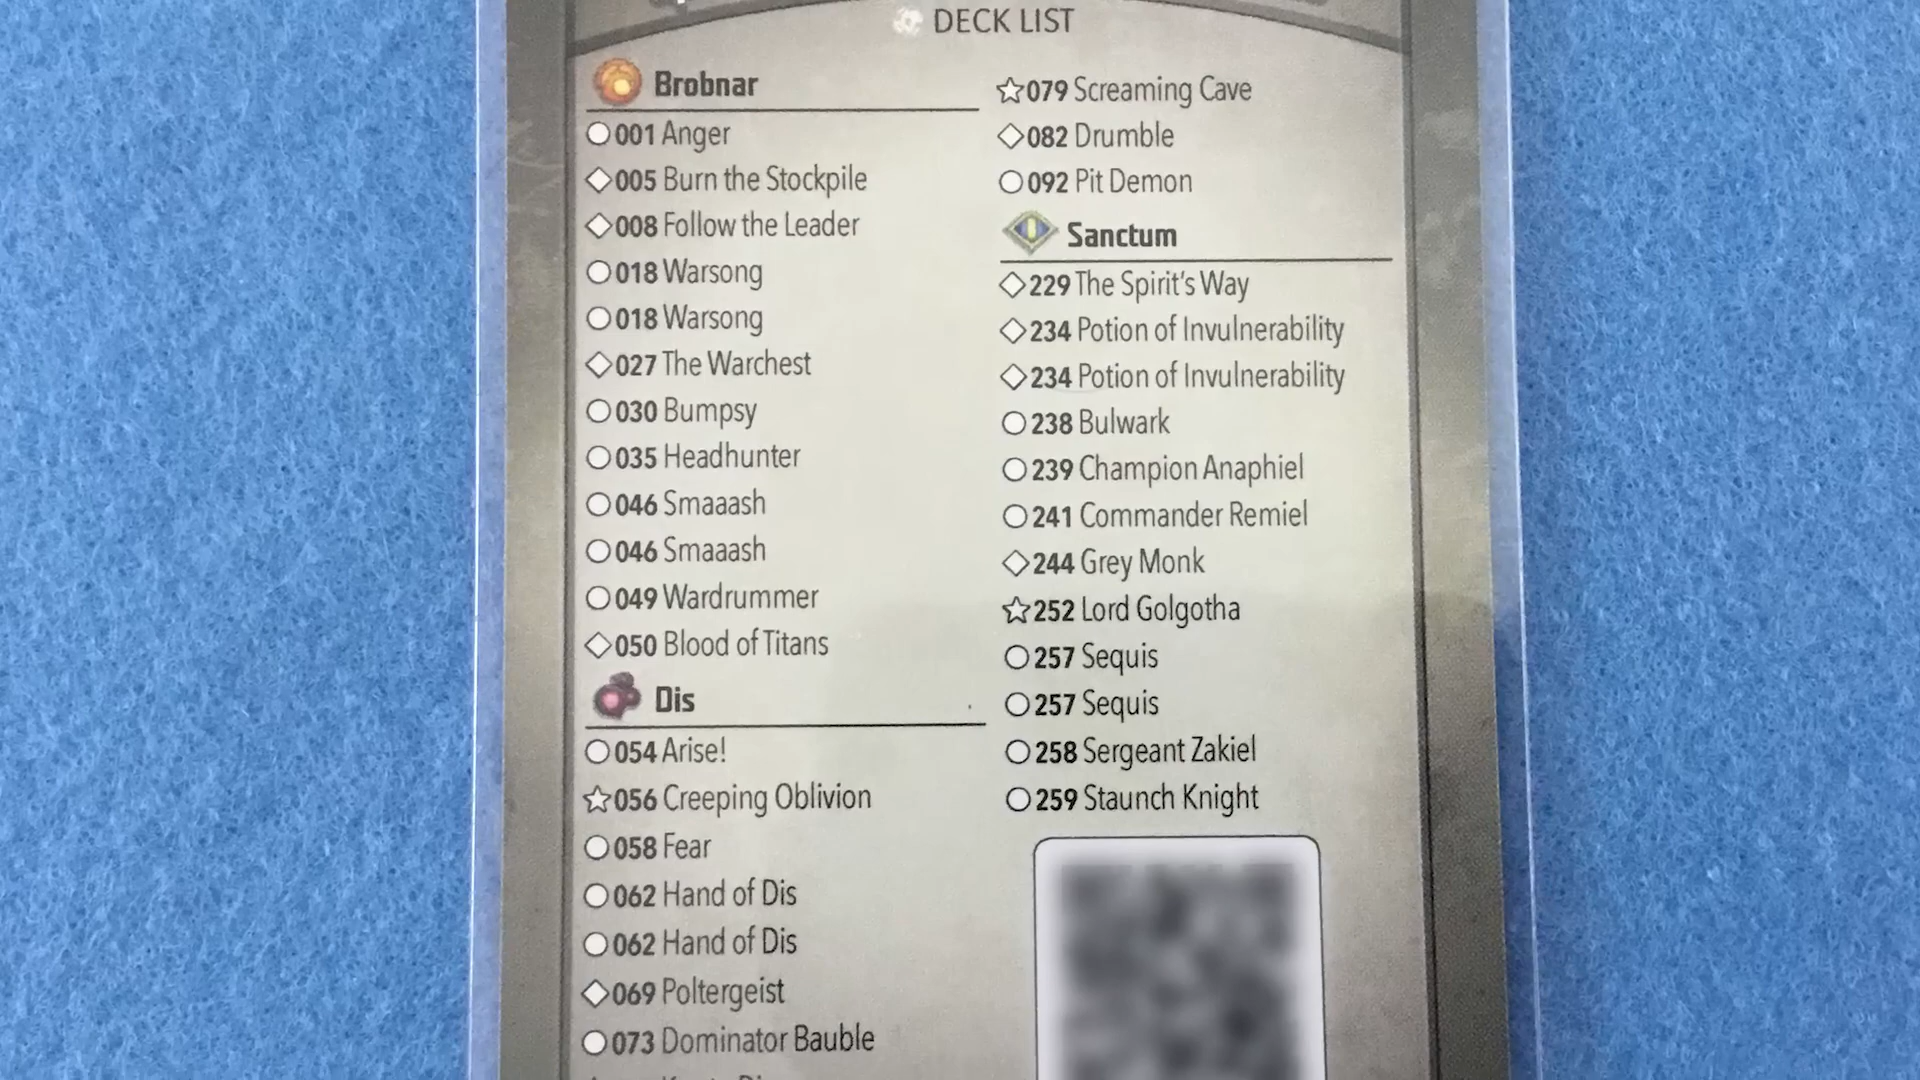 DECK LIST
Brobnar
001 Anger
005 Burn the Stockpile
008 Follow the Leader
018 Warsong
018 Warsong
027 The Warchest
030 Bumpsy
035 Headhunter
046 Smaaash
046 Smaaash
049 Wardrummer
050 Blood of Titans
Dis
054 Arise!
056 Creeping Oblivion
058 Fear
062 Hand of Dis
062 Hand of Dis
069 Poltergeist
073 Dominator Bauble
079 Screaming Cave
082 Drumble
092 Pit Demon
Sanctum
229 The Spirit's Way
234 Potion of Invulnerability
234 Potion of Invulnerability
238 Bulwark
239 Champion Anaphiel
241 Commander Remiel
244 Grey Monk
252 Lord Golgotha
257 Sequis
257 Sequis
258 Sergeant Zakiel
259 Staunch Knight